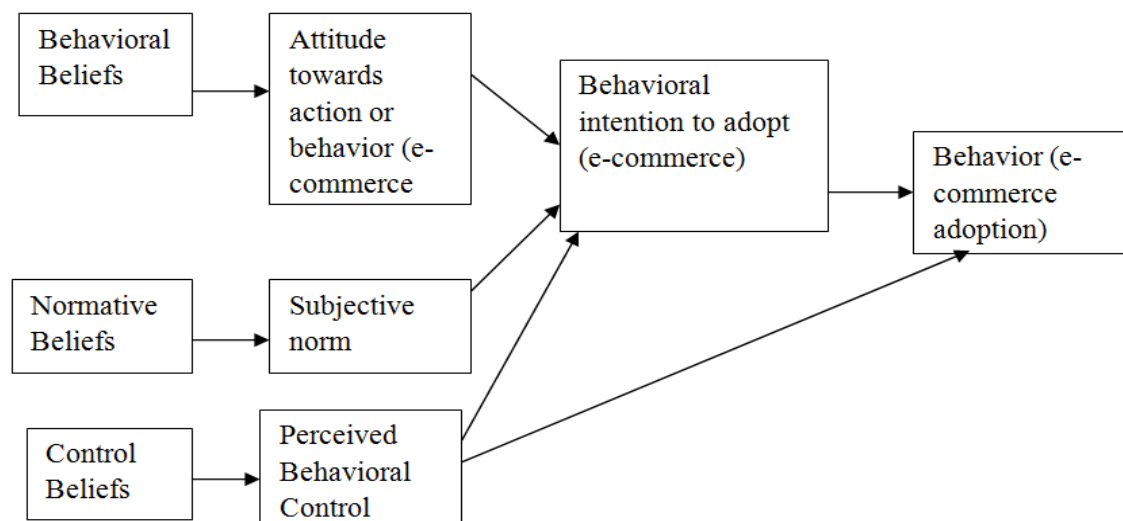 Behavioral
Beliefs
Attitude
towards
action or
behavior (e-
commerce
Behavioral
intention to adopt
(e-commerce)
Behavior (e-
commerce
adoption)
Normative
Beliefs
Subjective
norm
Control
Beliefs
Perceived
Behavioral
Control